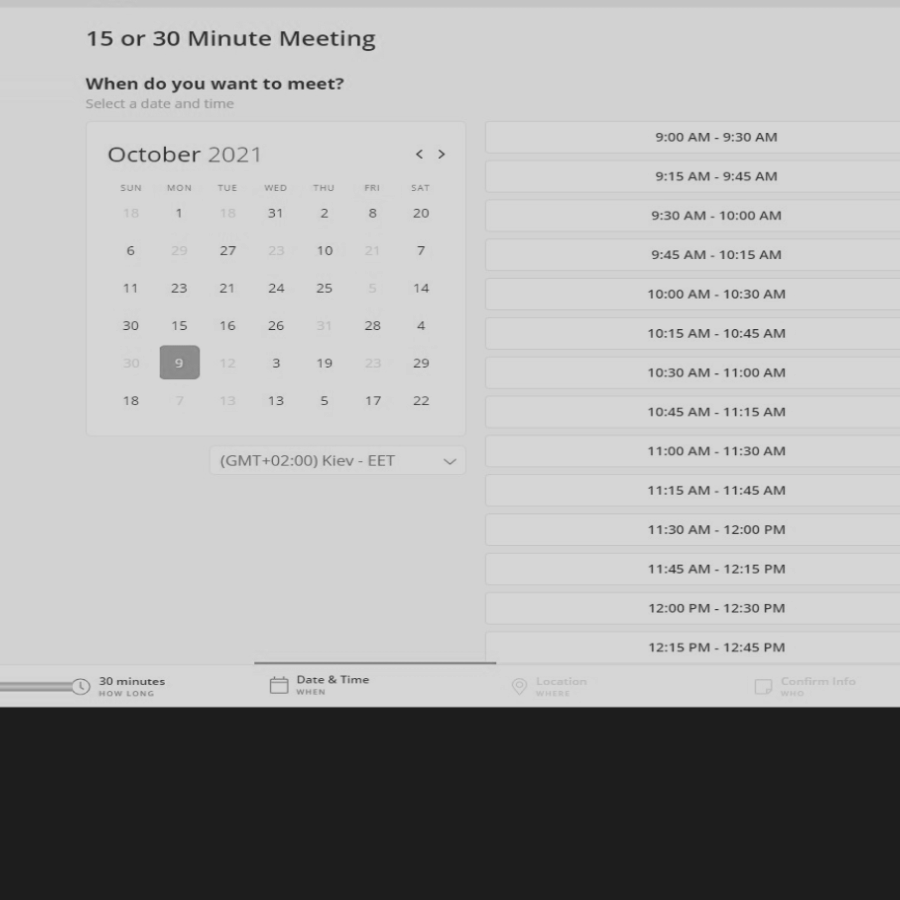 15 or 30 Minute Meeting
When do you want to meet?
Select a date and time
October 2021 < >
SUN MON TUE WED THU FRI SAT
18 1 18 31 2 8 20
6 29 27 23 10 21 7
11 23 21 24 25 5 14
30 15 16 26 31 28 4
30 9 12 3 19 23 29
18 7 13 13 5 17 22
(GMT+02:00) Kiev - EET
9:00 AM - 9:30 AM
9:15 AM - 9:45 AM
9:30 AM - 10:00 AM
9:45 AM - 10:15 AM
10:00 AM - 10:30 AM
10:15 AM - 10:45 AM
10:30 AM - 11:00 AM
10:45 AM - 11:15 AM
11:00 AM - 11:30 AM
11:15 AM - 11:45 AM
11:30 AM - 12:00 PM
11:45 AM - 12:15 PM
12:00 PM - 12:30 PM
12:15 PM - 12:45 PM
30 minutes
HOW LONG
Date & Time
WHEN
Location
WHERE
Confirm Info
WHO